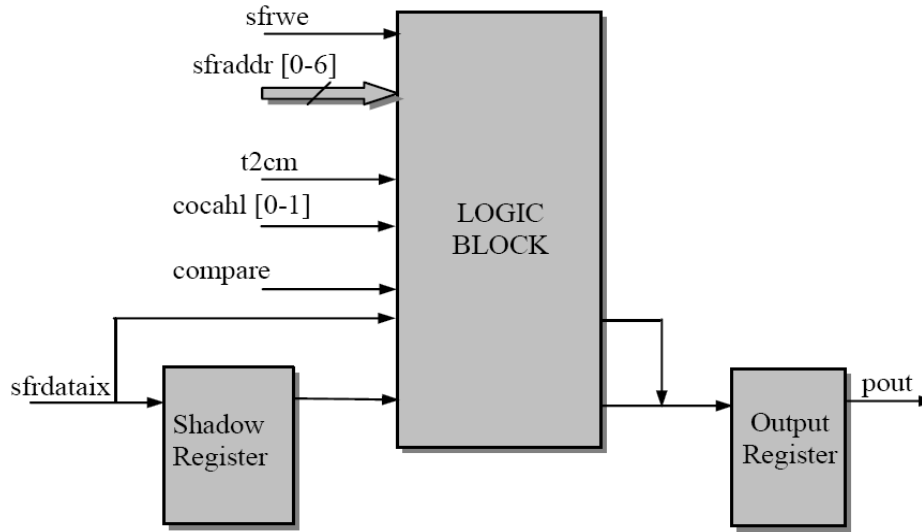 sfrwe
sfraddr [0-6]
t2cm
cocahl [0-1]
compare
LOGIC
BLOCK
sfrdataix
Shadow
Register
Output
Register
pout